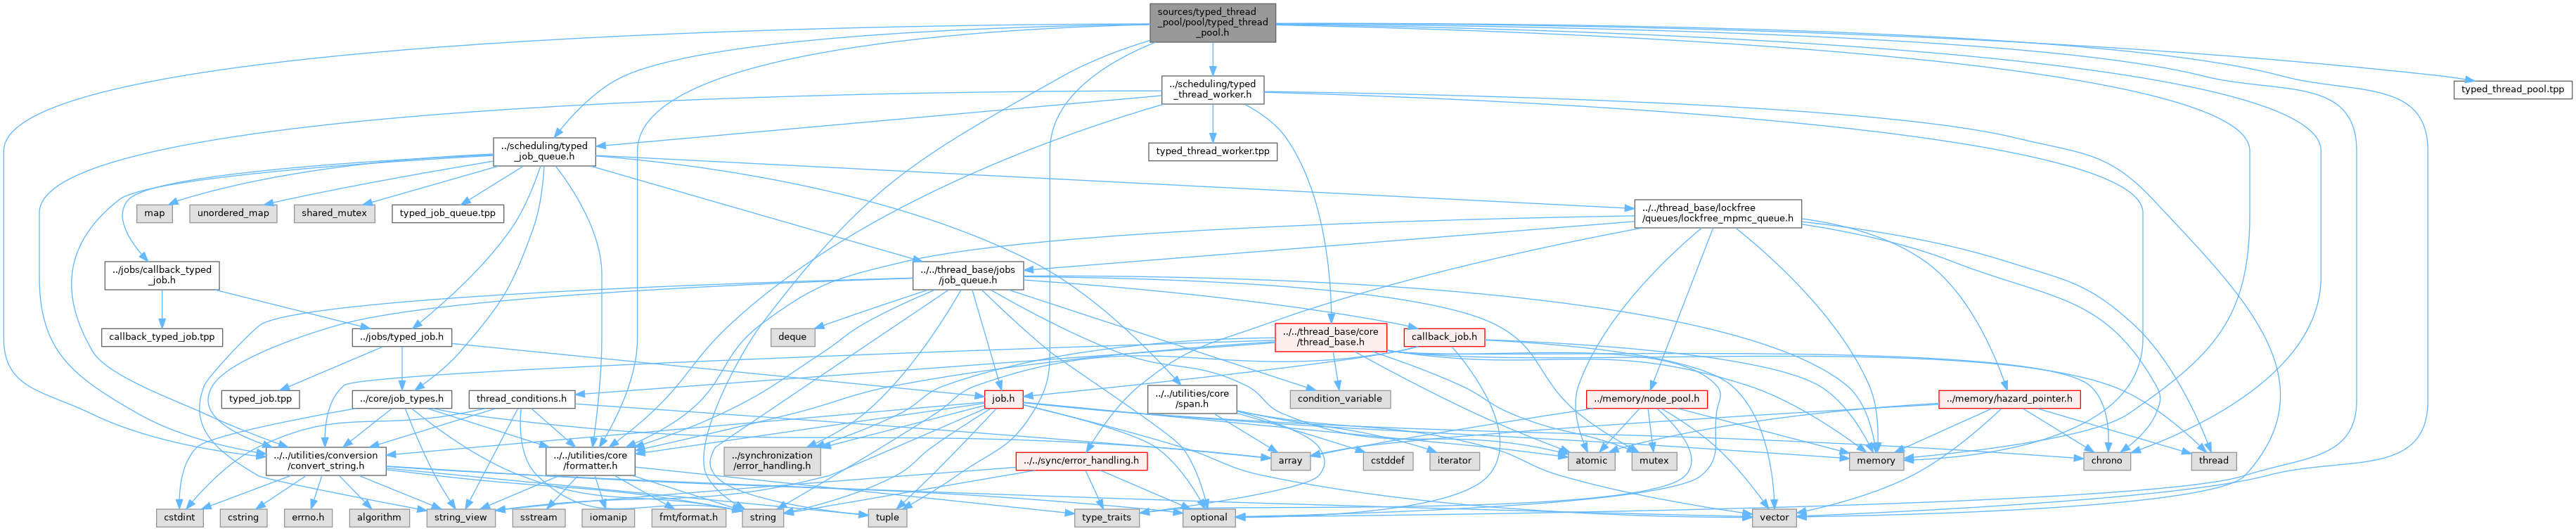 sources/typed_thread
_pool/pool/typed_thread
_pool.h
../scheduling/typed
_thread_worker.h
typed_thread_pool.tpp
../scheduling/typed
_job_queue.h
typed_thread_worker.tpp
map
unordered_map
shared_mutex
typed_job_queue.tpp
../../thread_base/lockfree
/queues/lockfree_mpmc_queue.h
../jobs/callback_typed
_job.h
../../thread_base/jobs
/job_queue.h
callback_typed_job.tpp
../jobs/typed_job.h
deque
../../thread_base/core
/thread_base.h
callback_job.h
typed_job.tpp
../core/job_types.h
thread_conditions.h
job.h
../../utilities/core
/span.h
condition_variable
../memory/node_pool.h
../memory/hazard_pointer.h
../../utilities/conversion
/convert_string.h
../../utilities/core
/formatter.h
../synchronization
/error_handling.h
../../sync/error_handling.h
array
cstddef
iterator
atomic
mutex
memory
chrono
thread
cstdint
cstring
errno.h
algorithm
string_view
sstream
iomanip
fmt/format.h
string
tuple
type_traits
optional
vector